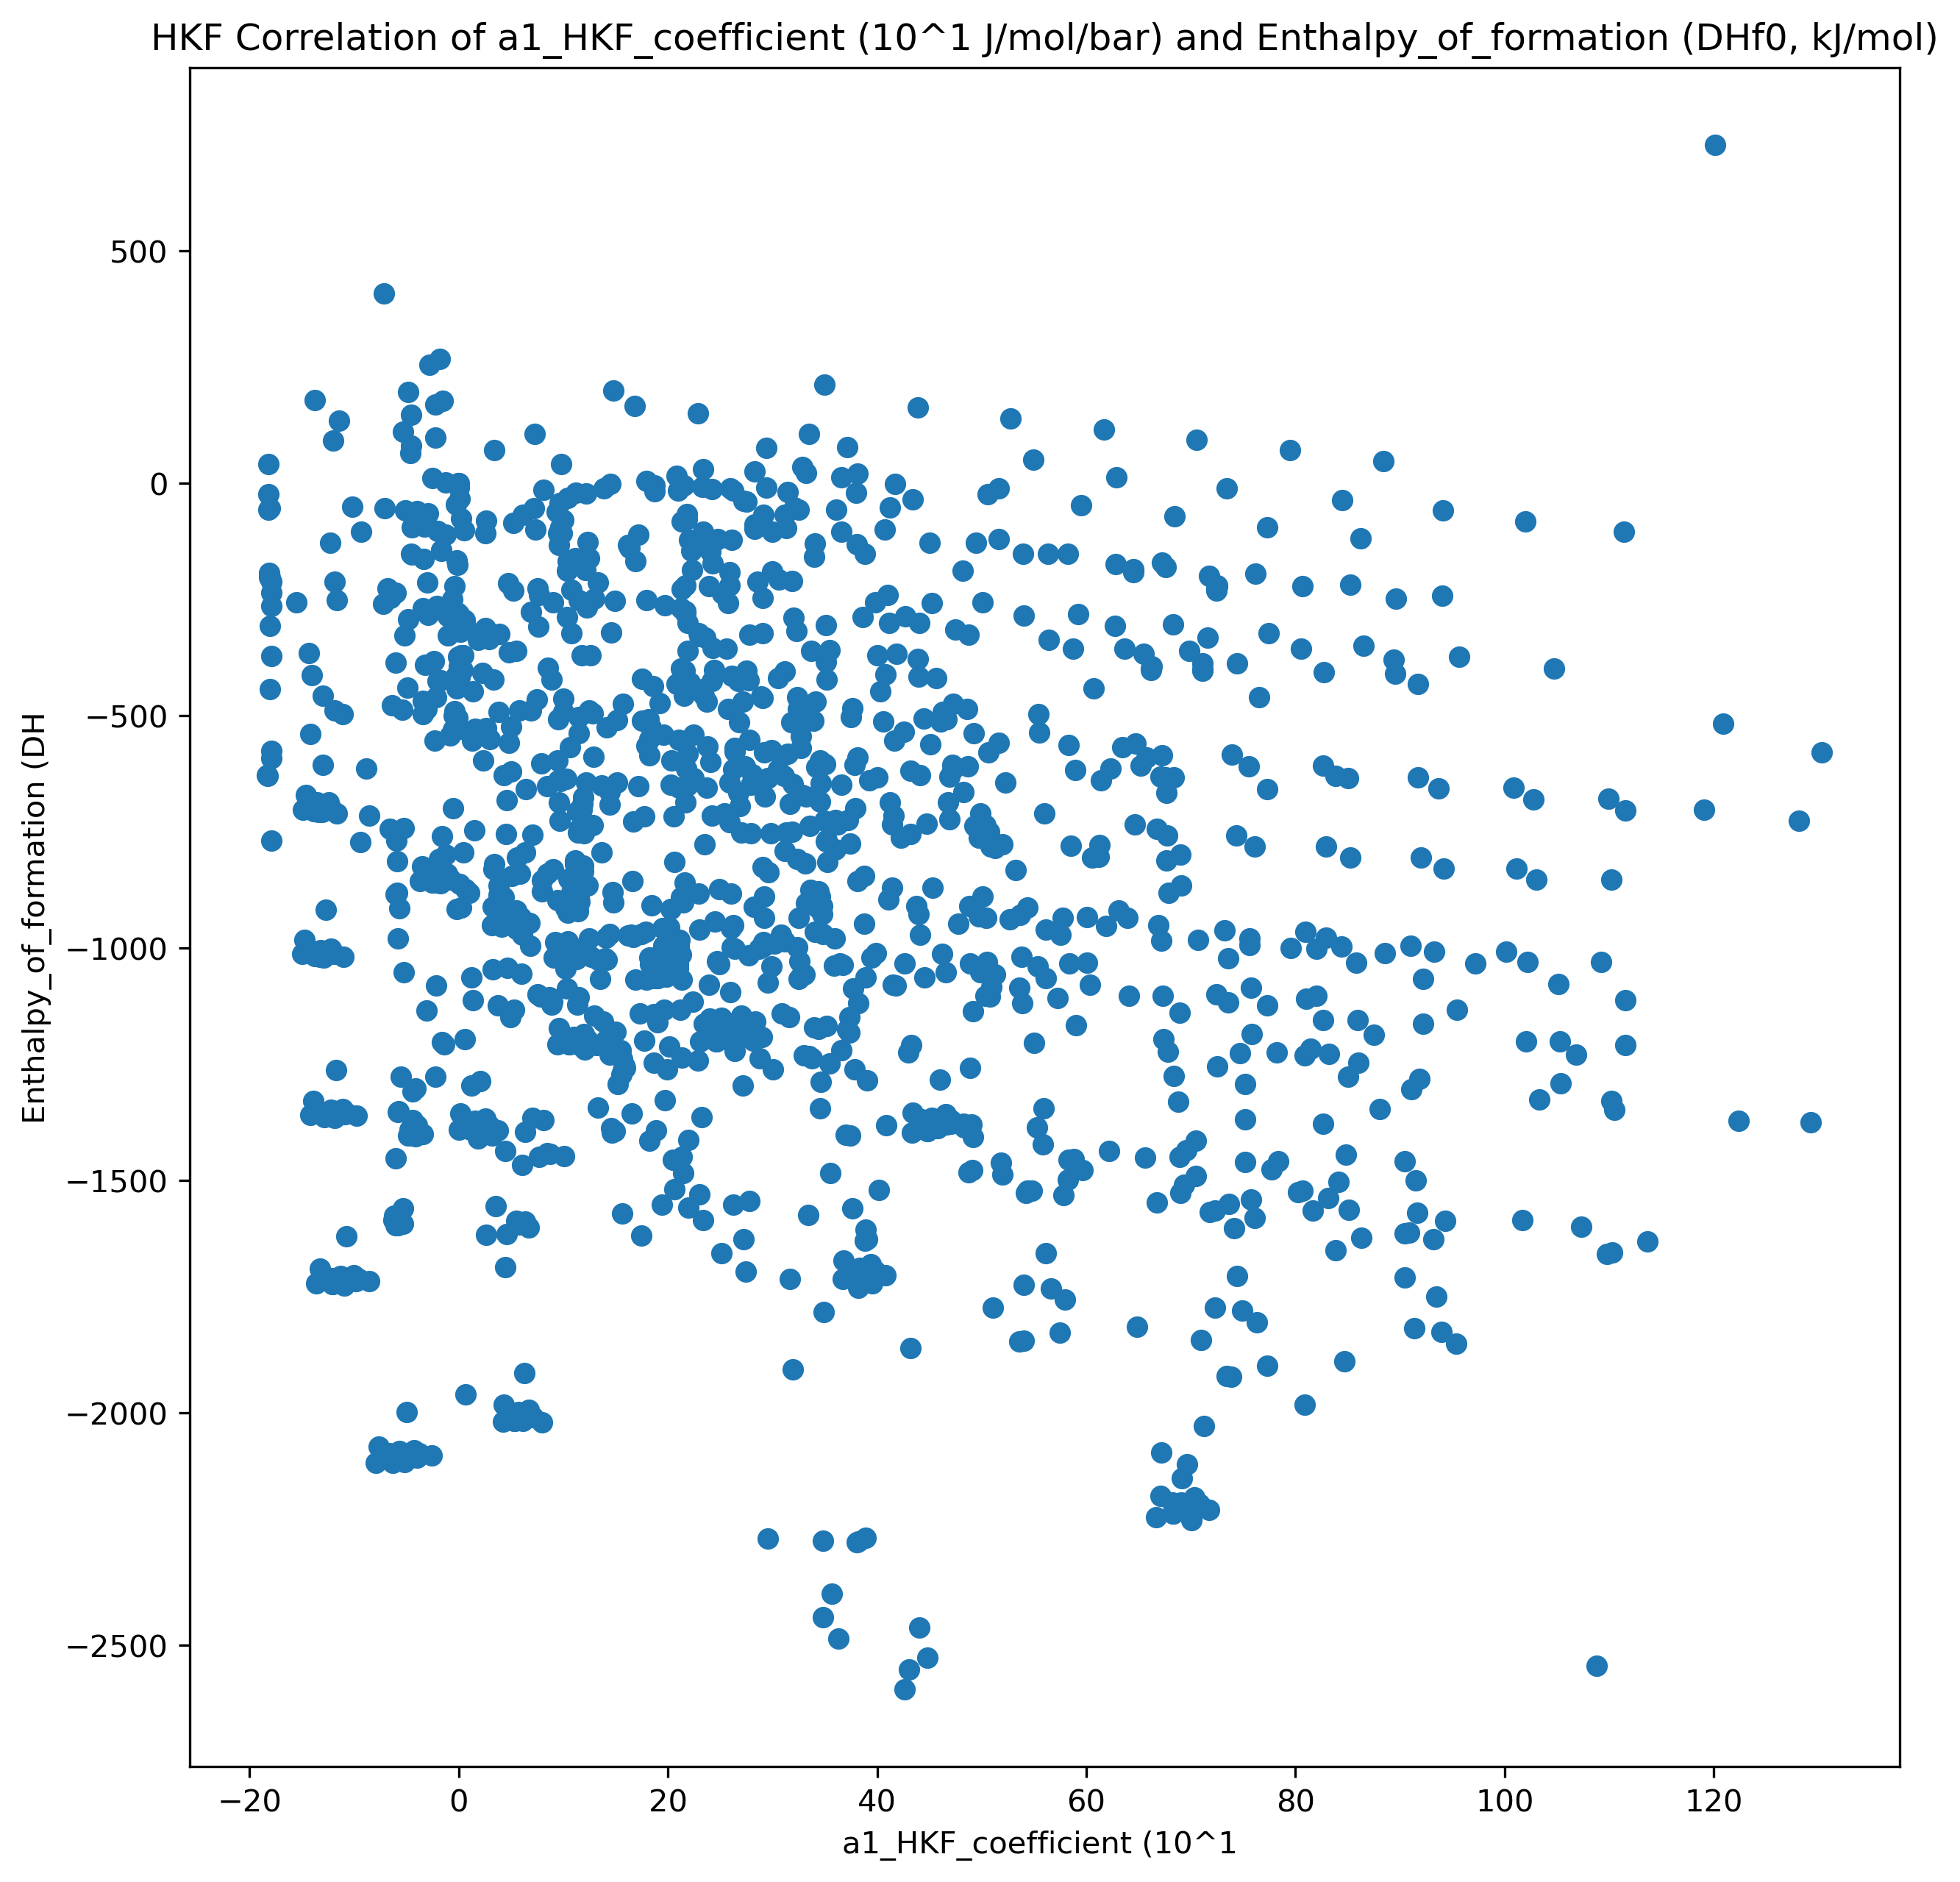 HKF Correlation of a1_HKF_coefficient (10^1 J/mol/bar) and Enthalpy_of_formation (DHf0, kJ/mol)
Enthalpy_of_formation (DH
500
0
−500
−1000
−1500
−2000
−2500
−20 0 20 40 60 80 100 120
a1_HKF_coefficient (10^1